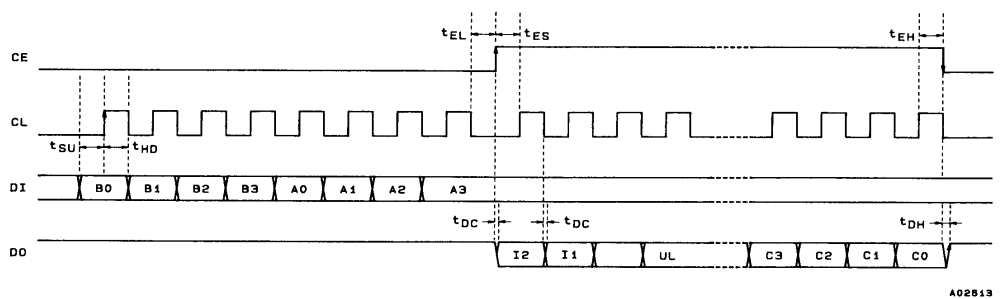 tEL tES tEH
CE
CL
tSU tHD
DI B0 B1 B2 B3 A0 A1 A2 A3
tDC tDC tDH
DO I2 I1 UL C3 C2 C1 C0
A02613